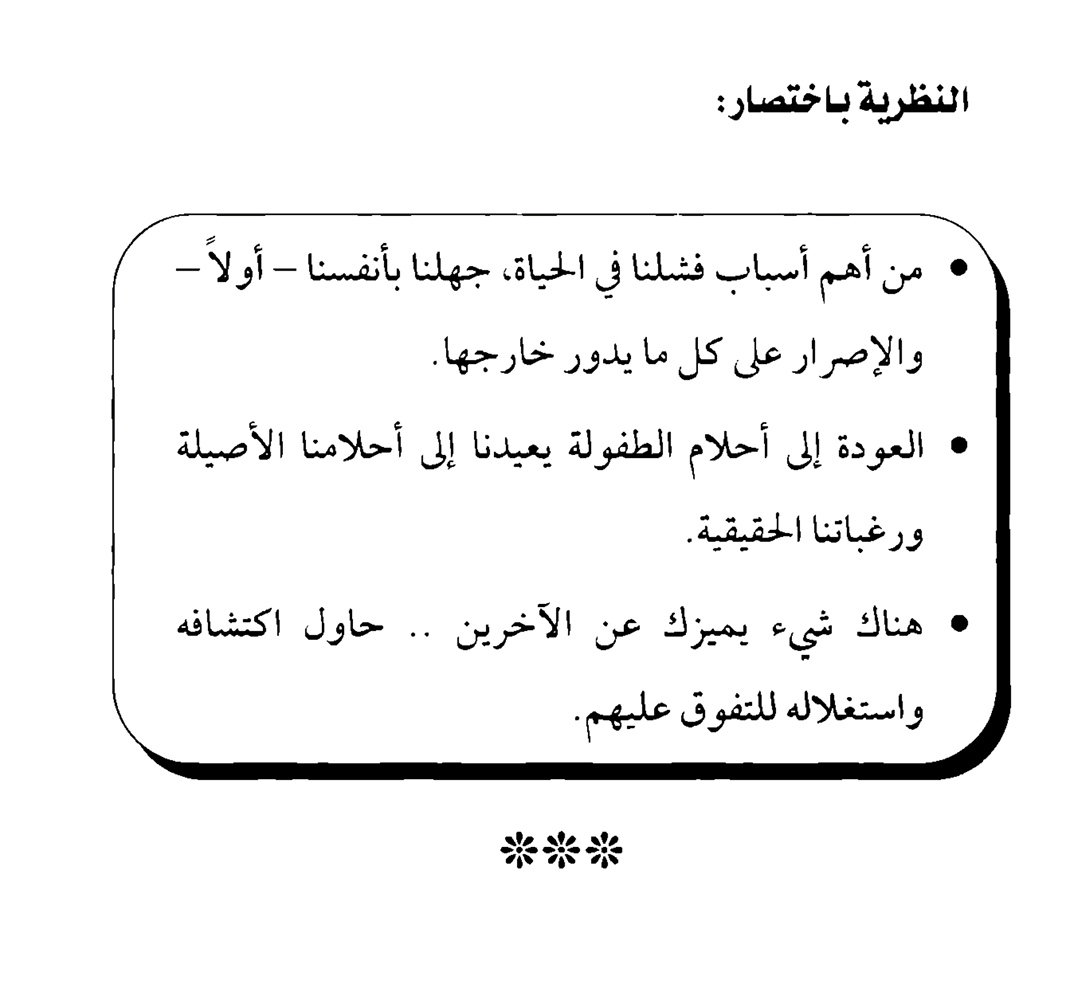 النظرية باختصار:
• من أهم أسباب فشلنا في الحياة، جهلنا بأنفسنا – أولاً –
والإصرار على كل ما يدور خارجها.
• العودة إلى أحلام الطفولة يعيدنا إلى أحلامنا الأصيلة
ورغباتنا الحقيقية.
• هناك شيء يميزك عن الآخرين .. حاول اكتشافه
واستغلاله للتفوق عليهم.